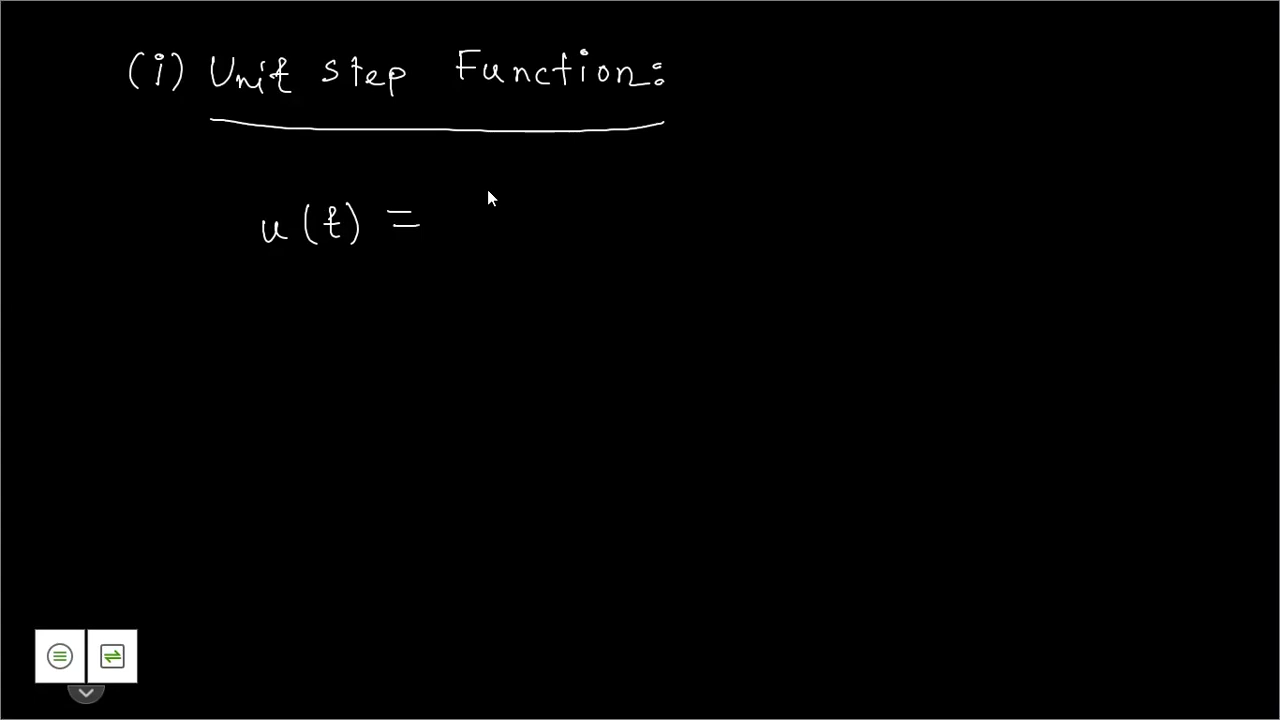 (i) Unit step Function:
u(t) =